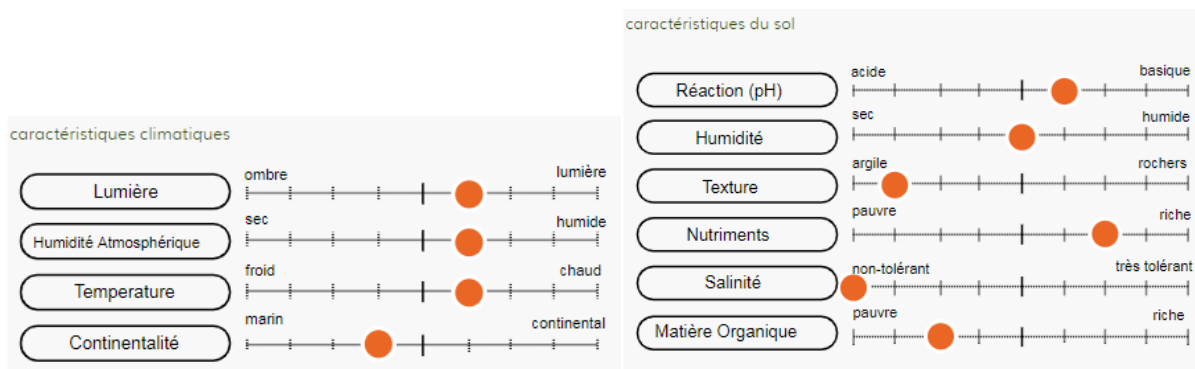 caractéristiques climatiques
Lumière
ombre
lumière
Humidité Atmosphérique
sec
humide
Temperature
froid
chaud
Continentalité
marin
continental
caractéristiques du sol
Réaction (pH)
acide
basique
Humidité
sec
humide
Texture
argile
rochers
Nutriments
pauvre
riche
Salinité
non-tolérant
très tolérant
Matière Organique
pauvre
riche